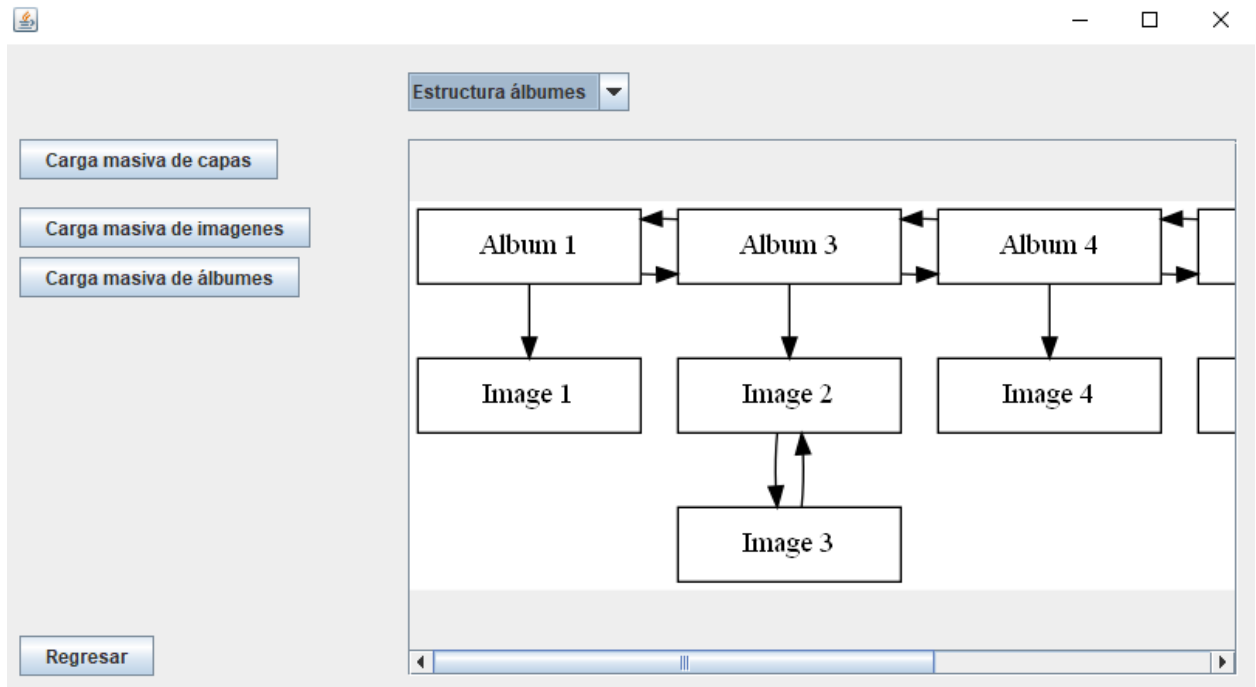 Estructura álbumes
Carga masiva de capas
Carga masiva de imagenes
Carga masiva de álbumes
Album 1
Album 3
Album 4
Image 1
Image 2
Image 4
Image 3
Regresar